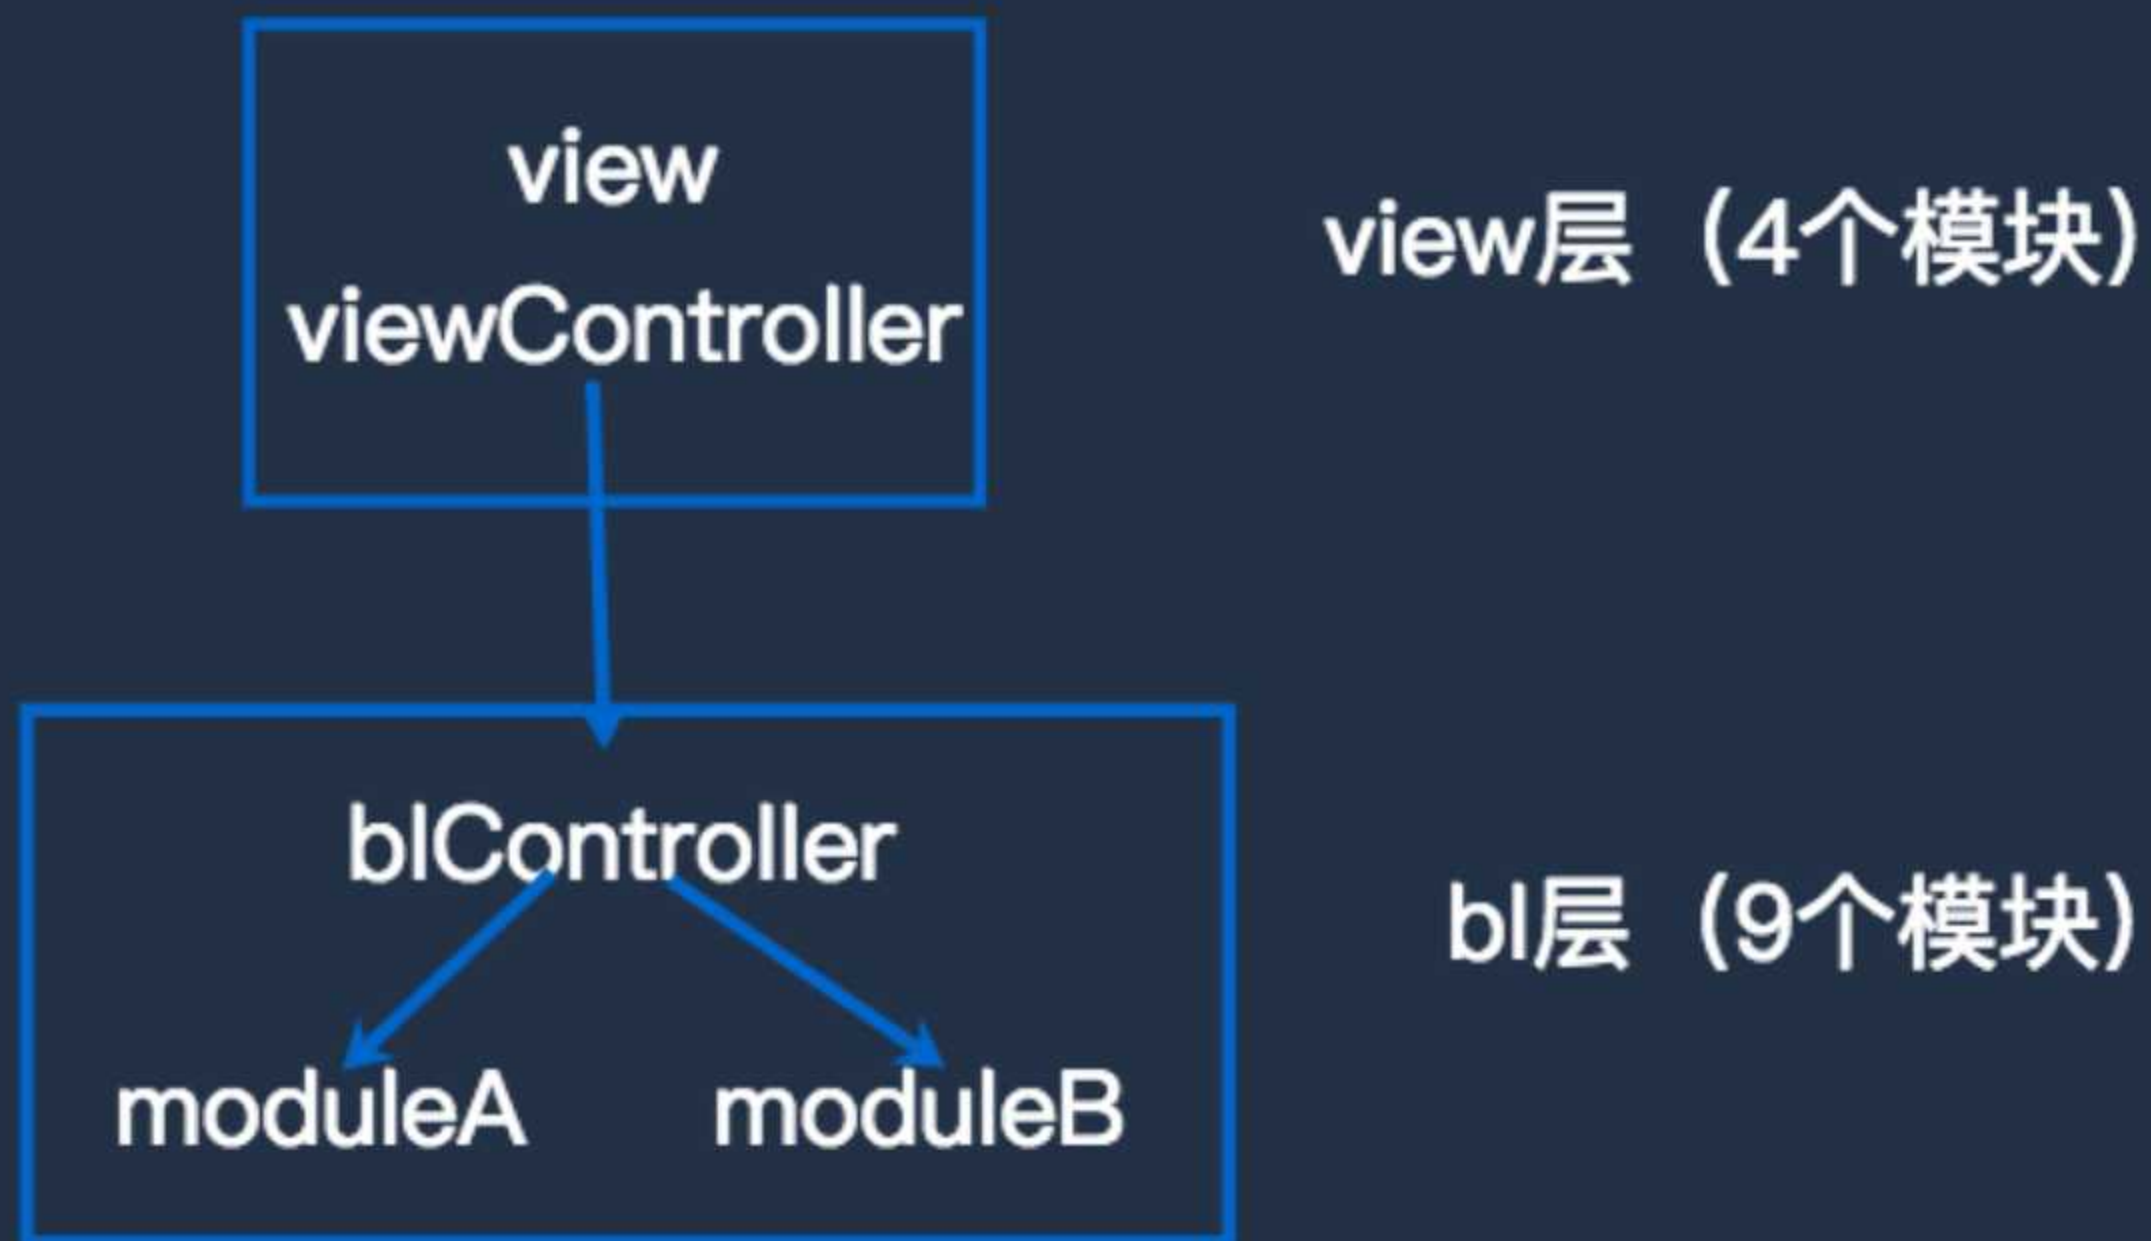 view
viewController
view层（4个模块）
blController
bl层（9个模块）
moduleA
moduleB